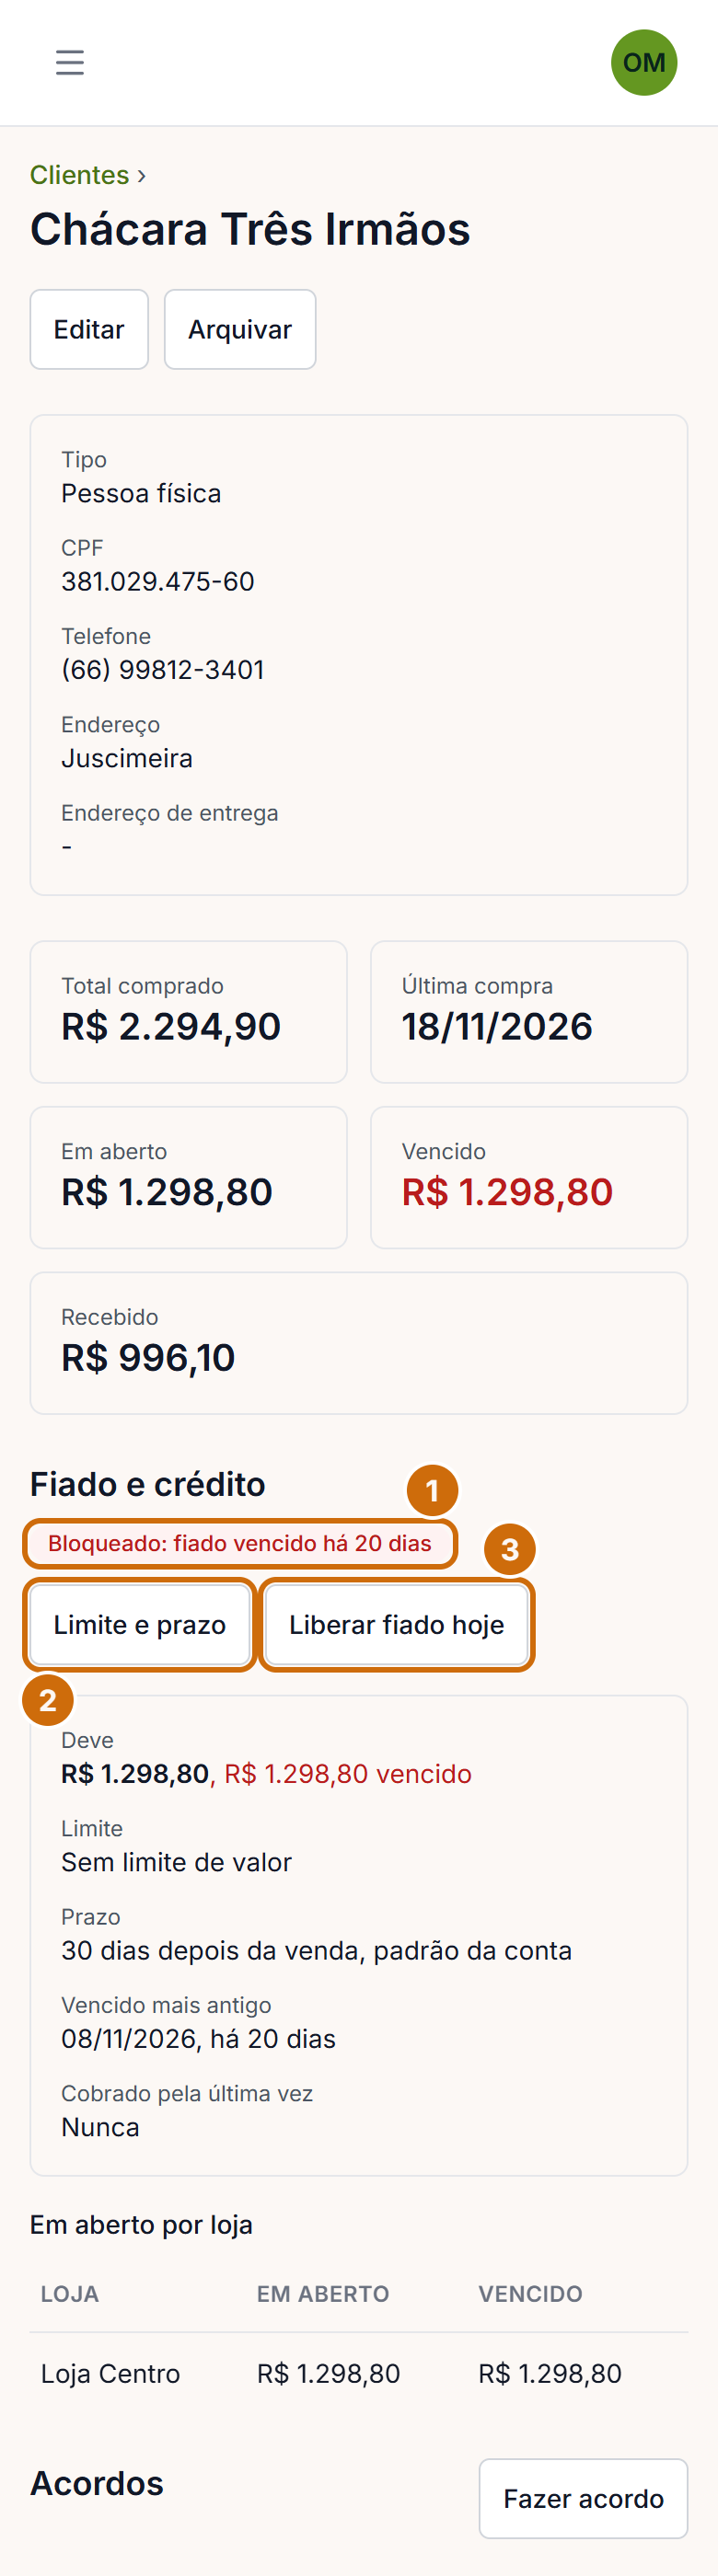 OM
Clientes ›
Chácara Três Irmãos
Editar
Arquivar
Tipo
Pessoa física
CPF
381.029.475-60
Telefone
(66) 99812-3401
Endereço
Juscimeira
Endereço de entrega
-
Total comprado
R$ 2.294,90
Última compra
18/11/2026
Em aberto
R$ 1.298,80
Vencido
R$ 1.298,80
Recebido
R$ 996,10
Fiado e crédito
1
Bloqueado: fiado vencido há 20 dias
3
Limite e prazo
Liberar fiado hoje
2
Deve
R$ 1.298,80, R$ 1.298,80 vencido
Limite
Sem limite de valor
Prazo
30 dias depois da venda, padrão da conta
Vencido mais antigo
08/11/2026, há 20 dias
Cobrado pela última vez
Nunca
Em aberto por loja
LOJA EM ABERTO VENCIDO
Loja Centro R$ 1.298,80 R$ 1.298,80
Acordos
Fazer acordo